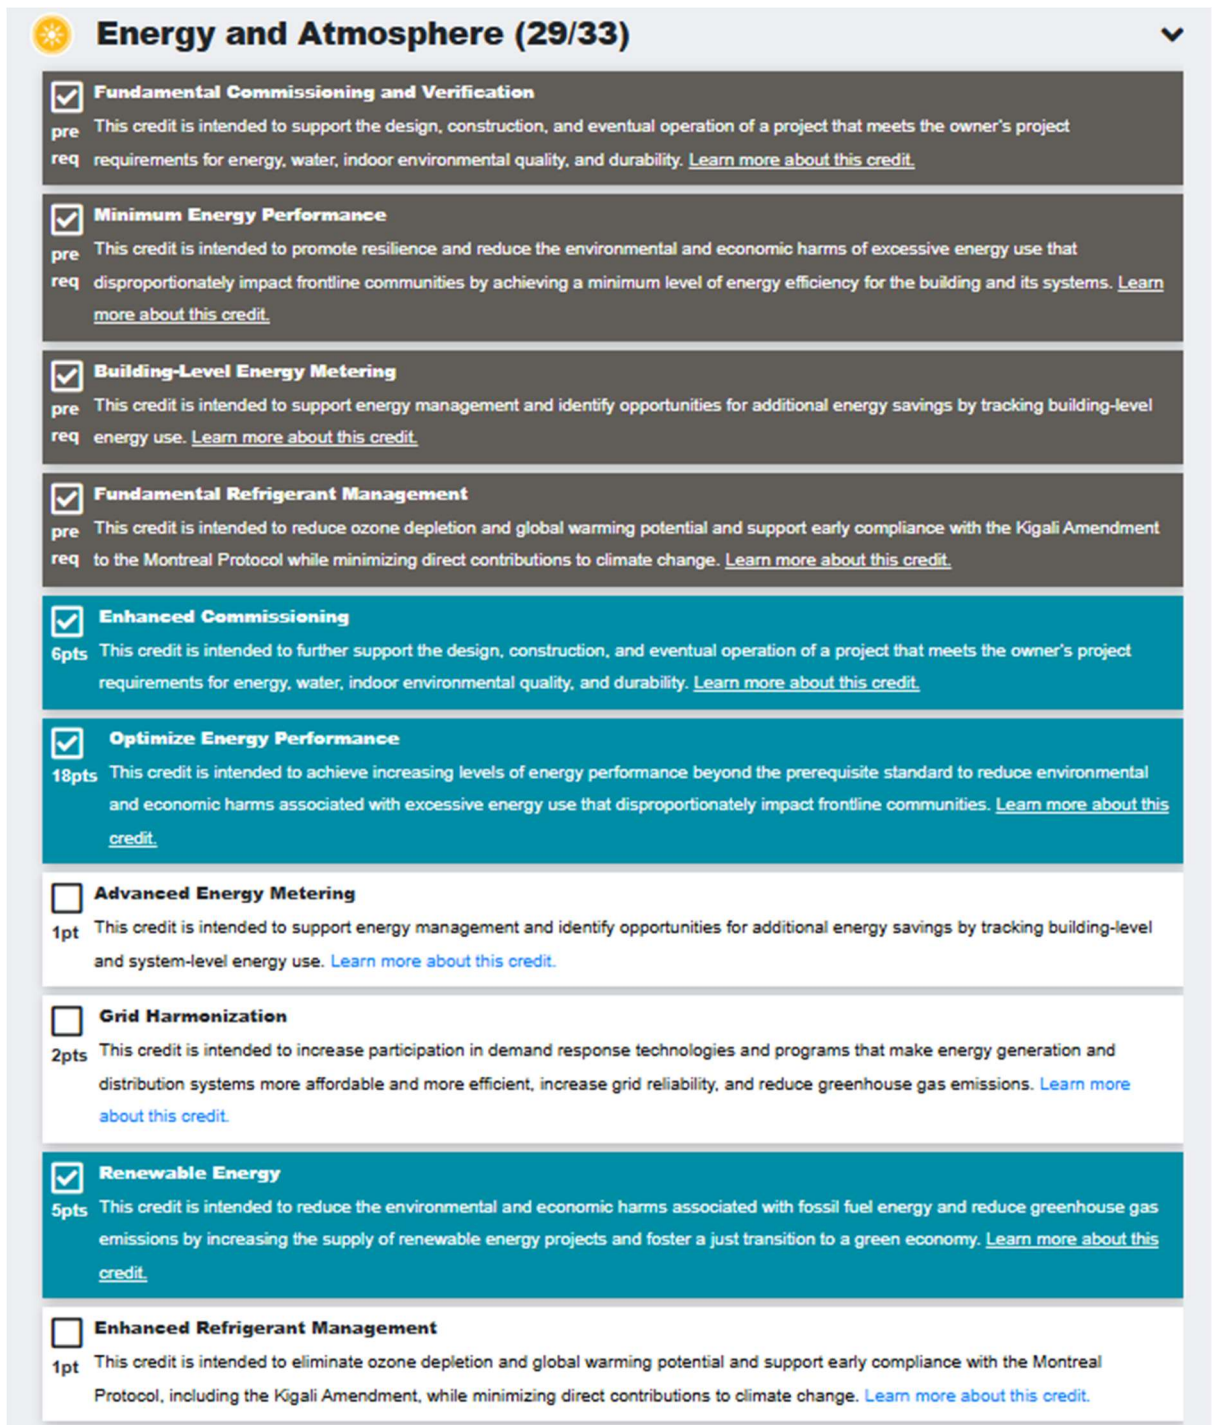 Energy and Atmosphere (29/33)
Fundamental Commissioning and Verification
pre This credit is intended to support the design, construction, and eventual operation of a project that meets the owner's project
req requirements for energy, water, indoor environmental quality, and durability. Learn more about this credit.
Minimum Energy Performance
pre This credit is intended to promote resilience and reduce the environmental and economic harms of excessive energy use that
req disproportionately impact frontline communities by achieving a minimum level of energy efficiency for the building and its systems. Learn
more about this credit.
Building-Level Energy Metering
pre This credit is intended to support energy management and identify opportunities for additional energy savings by tracking building-level
req energy use. Learn more about this credit.
Fundamental Refrigerant Management
pre This credit is intended to reduce ozone depletion and global warming potential and support early compliance with the Kigali Amendment
req to the Montreal Protocol while minimizing direct contributions to climate change. Learn more about this credit.
Enhanced Commissioning
6pts This credit is intended to further support the design, construction, and eventual operation of a project that meets the owner's project
requirements for energy, water, indoor environmental quality, and durability. Learn more about this credit.
Optimize Energy Performance
18pts This credit is intended to achieve increasing levels of energy performance beyond the prerequisite standard to reduce environmental
and economic harms associated with excessive energy use that disproportionately impact frontline communities. Learn more about this
credit.
Advanced Energy Metering
1pt This credit is intended to support energy management and identify opportunities for additional energy savings by tracking building-level
and system-level energy use. Learn more about this credit.
Grid Harmonization
2pts This credit is intended to increase participation in demand response technologies and programs that make energy generation and
distribution systems more affordable and more efficient, increase grid reliability, and reduce greenhouse gas emissions. Learn more
about this credit.
Renewable Energy
5pts This credit is intended to reduce the environmental and economic harms associated with fossil fuel energy and reduce greenhouse gas
emissions by increasing the supply of renewable energy projects and foster a just transition to a green economy. Learn more about this
credit.
Enhanced Refrigerant Management
1pt This credit is intended to eliminate ozone depletion and global warming potential and support early compliance with the Montreal
Protocol, including the Kigali Amendment, while minimizing direct contributions to climate change. Learn more about this credit.